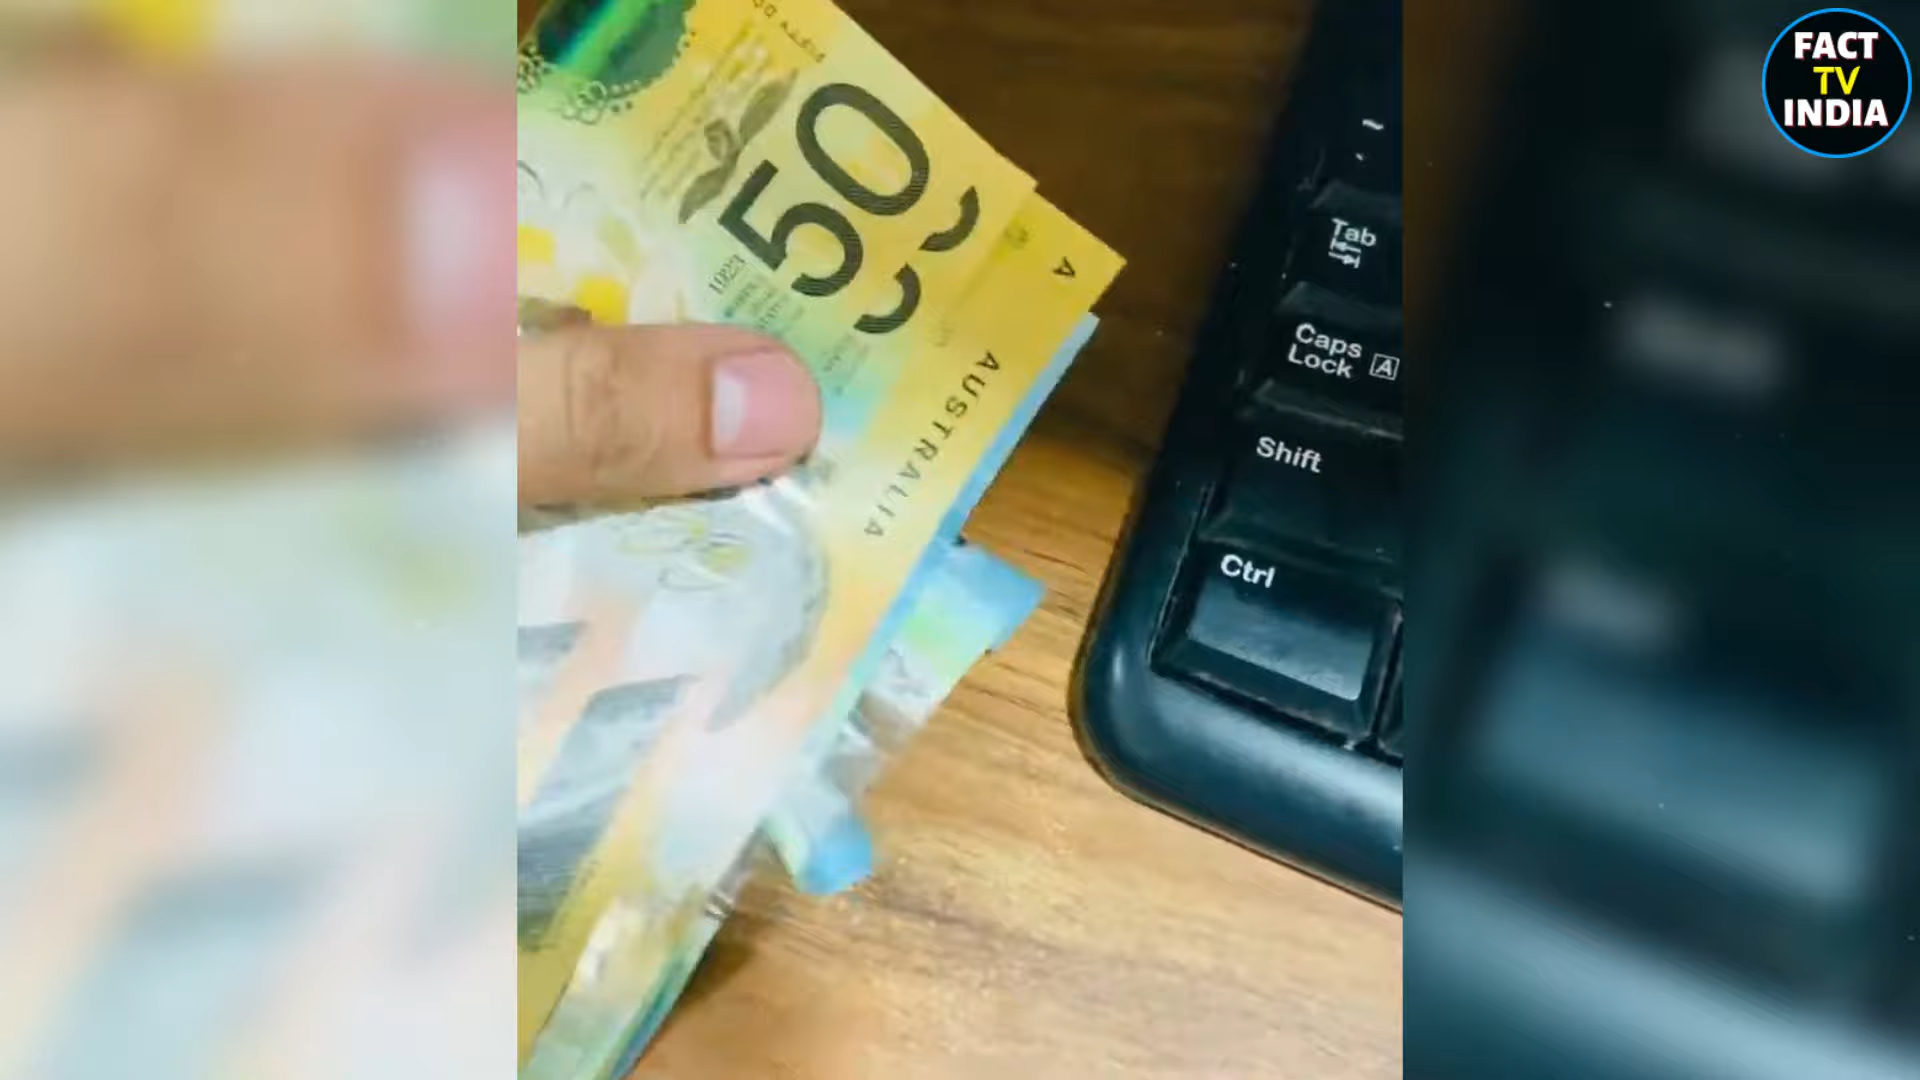 FACT
TV
INDIA
50
AUSTRALIA
A
~
Tab
Caps
Lock A
Shift
Ctrl